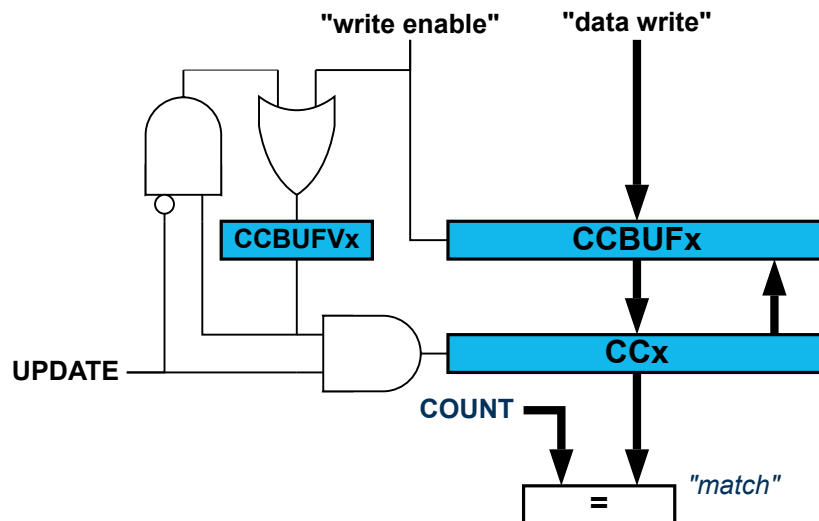 "write enable"
"data write"
CCBUFVx
CCBUFx
CCx
UPDATE
COUNT
"match"
=